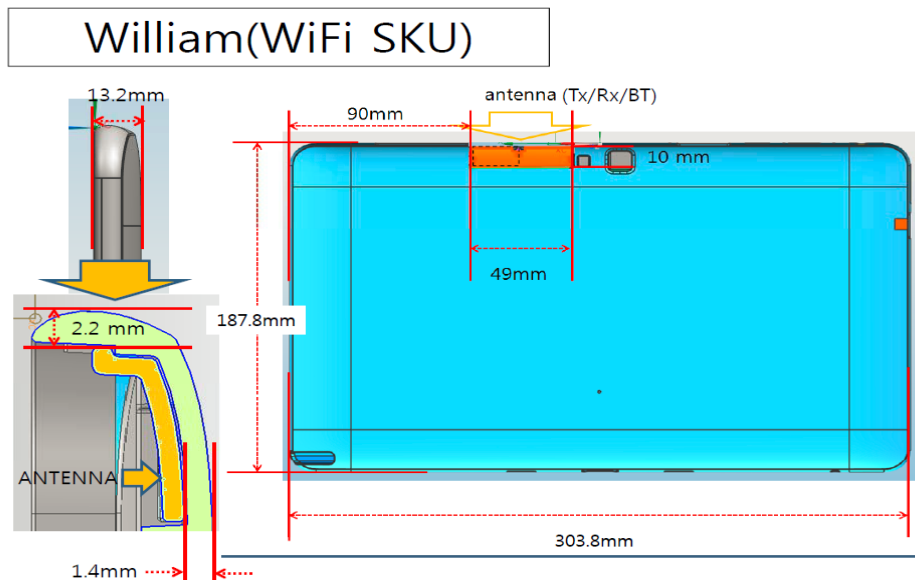 William(WiFi SKU)
13.2mm
antenna (Tx/Rx/BT)
90mm
10 mm
49mm
187.8mm
2.2 mm
ANTENNA
303.8mm
1.4mm